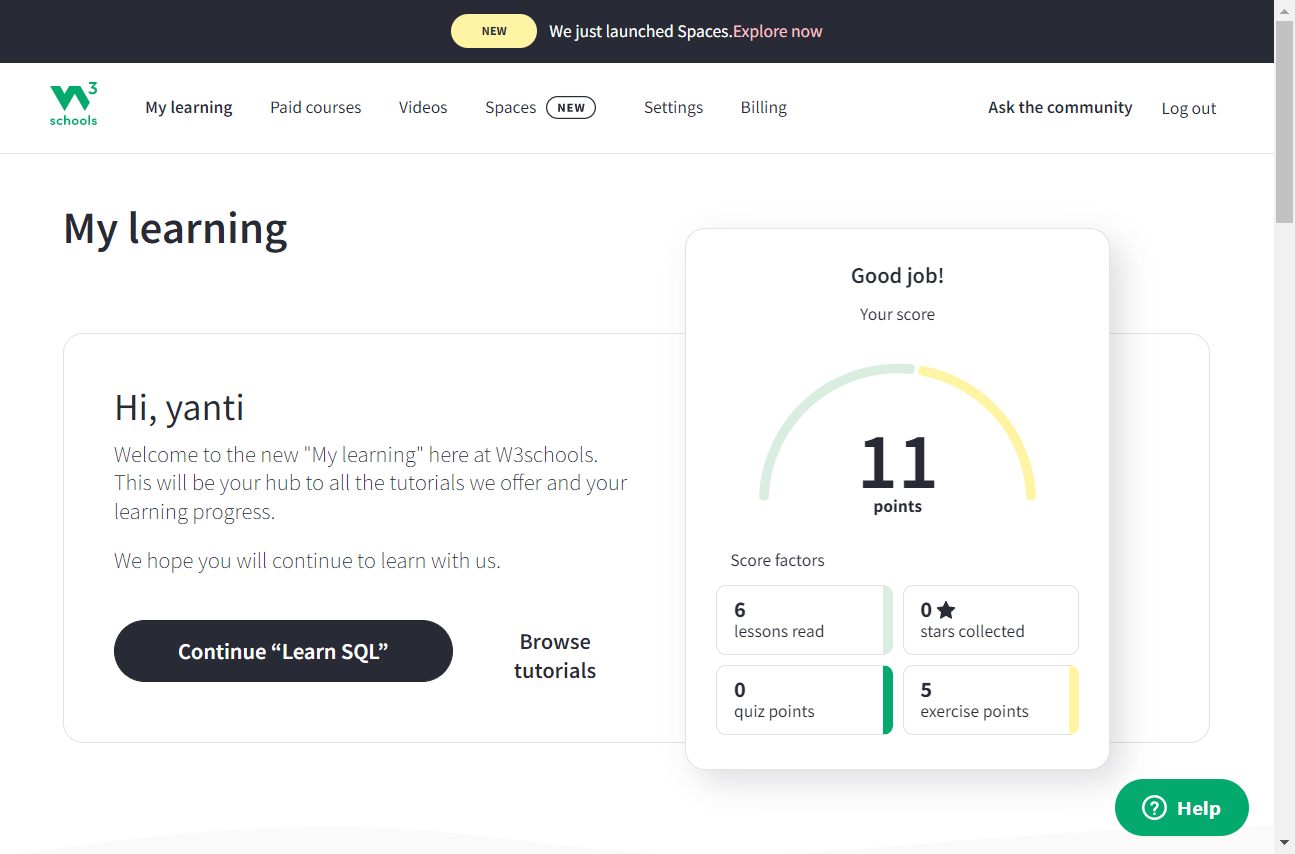 NEW We just launched Spaces.Explore now
W3 schools
My learning Paid courses Videos Spaces NEW Settings Billing Ask the community Log out
My learning
Hi, yanti
Welcome to the new "My learning" here at W3schools.
This will be your hub to all the tutorials we offer and your
learning progress.
We hope you will continue to learn with us.
Continue “Learn SQL”
Browse
tutorials
Good job!
Your score
11
points
Score factors
6
lessons read
0
stars collected
0
quiz points
5
exercise points
Help